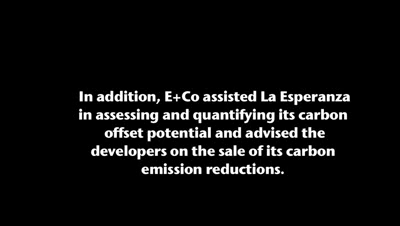 In addition, E+Co assisted La Esperanza
in assessing and quantifying its carbon
offset potential and advised the
developers on the sale of its carbon
emission reductions.